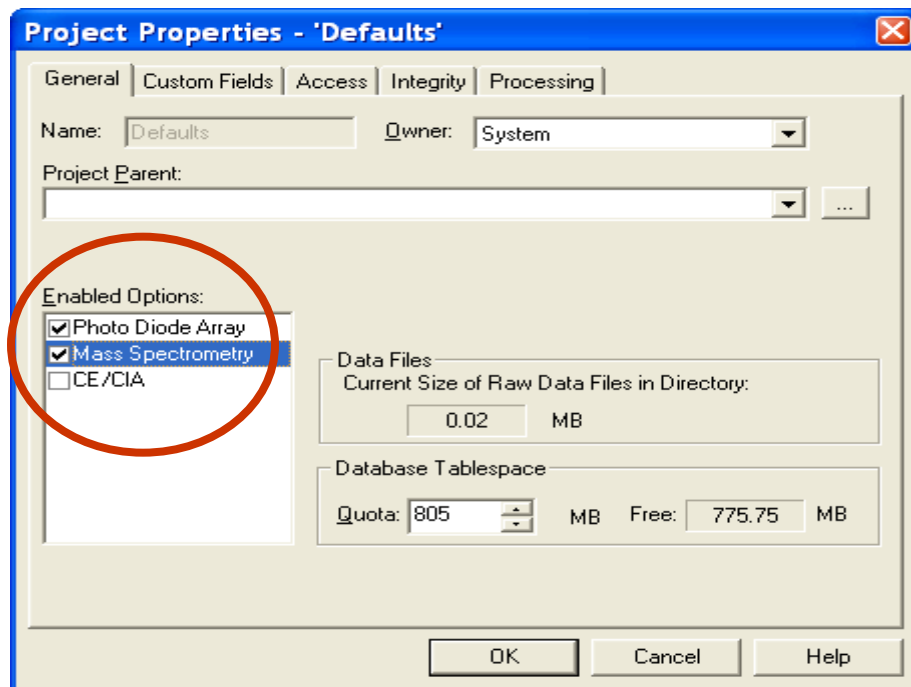 Project Properties - 'Defaults'
General Custom Fields Access Integrity Processing
Name: Defaults Owner: System
Project Parent:
...
Enabled Options:
Photo Diode Array
Mass Spectrometry
CE/CIA
Data Files
Current Size of Raw Data Files in Directory:
0.02 MB
Database Tablespace
Quota: 805 MB Free: 775.75 MB
OK Cancel Help